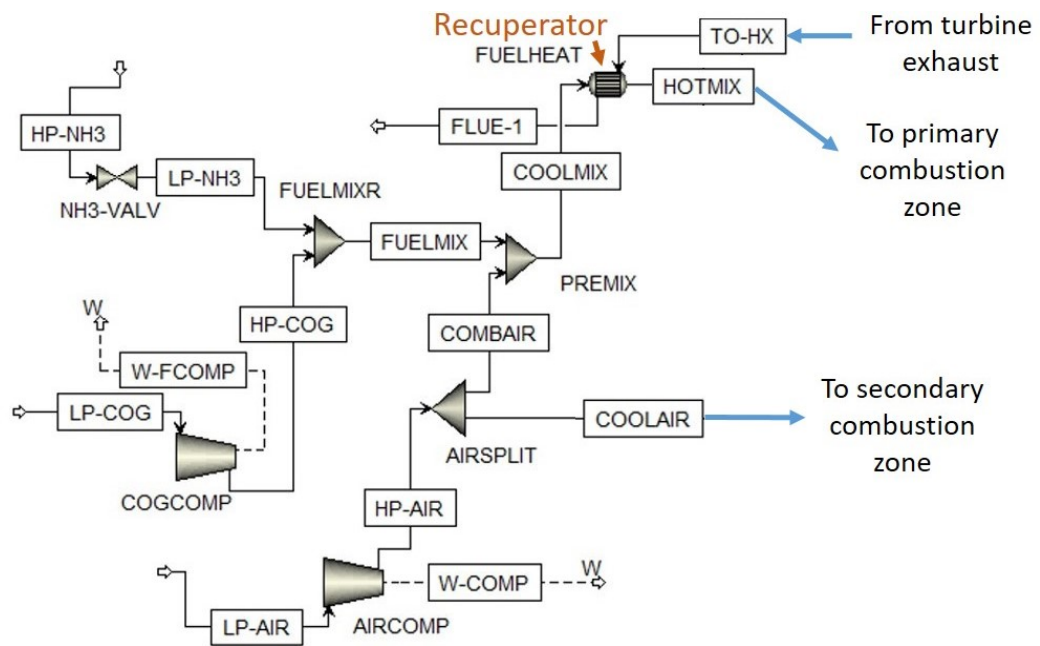 Recuperator
FUELHEAT
TO-HX
From turbine
exhaust
HOTMIX
FLUE-1
HP-NH3
COOLMIX
To primary
combustion
zone
LP-NH3
NH3-VALV
FUELMIXR
FUELMIX
PREMIX
HP-COG
COMBAIR
W
W-FCOMP
LP-COG
COGCOMP
To secondary
combustion
zone
COOLAIR
AIRSPLIT
HP-AIR
W-COMP
W
LP-AIR
AIRCOMP